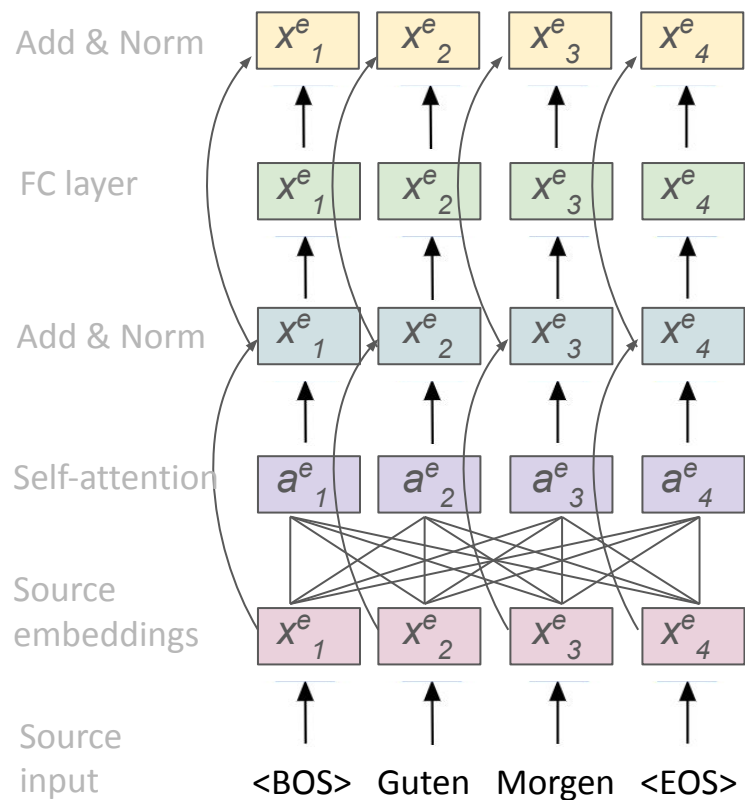 Add & Norm x^e_1 x^e_2 x^e_3 x^e_4
FC layer x^e_1 x^e_2 x^e_3 x^e_4
Add & Norm x^e_1 x^e_2 x^e_3 x^e_4
Self-attention a^e_1 a^e_2 a^e_3 a^e_4
Source
embeddings x^e_1 x^e_2 x^e_3 x^e_4
Source
input <BOS> Guten Morgen <EOS>